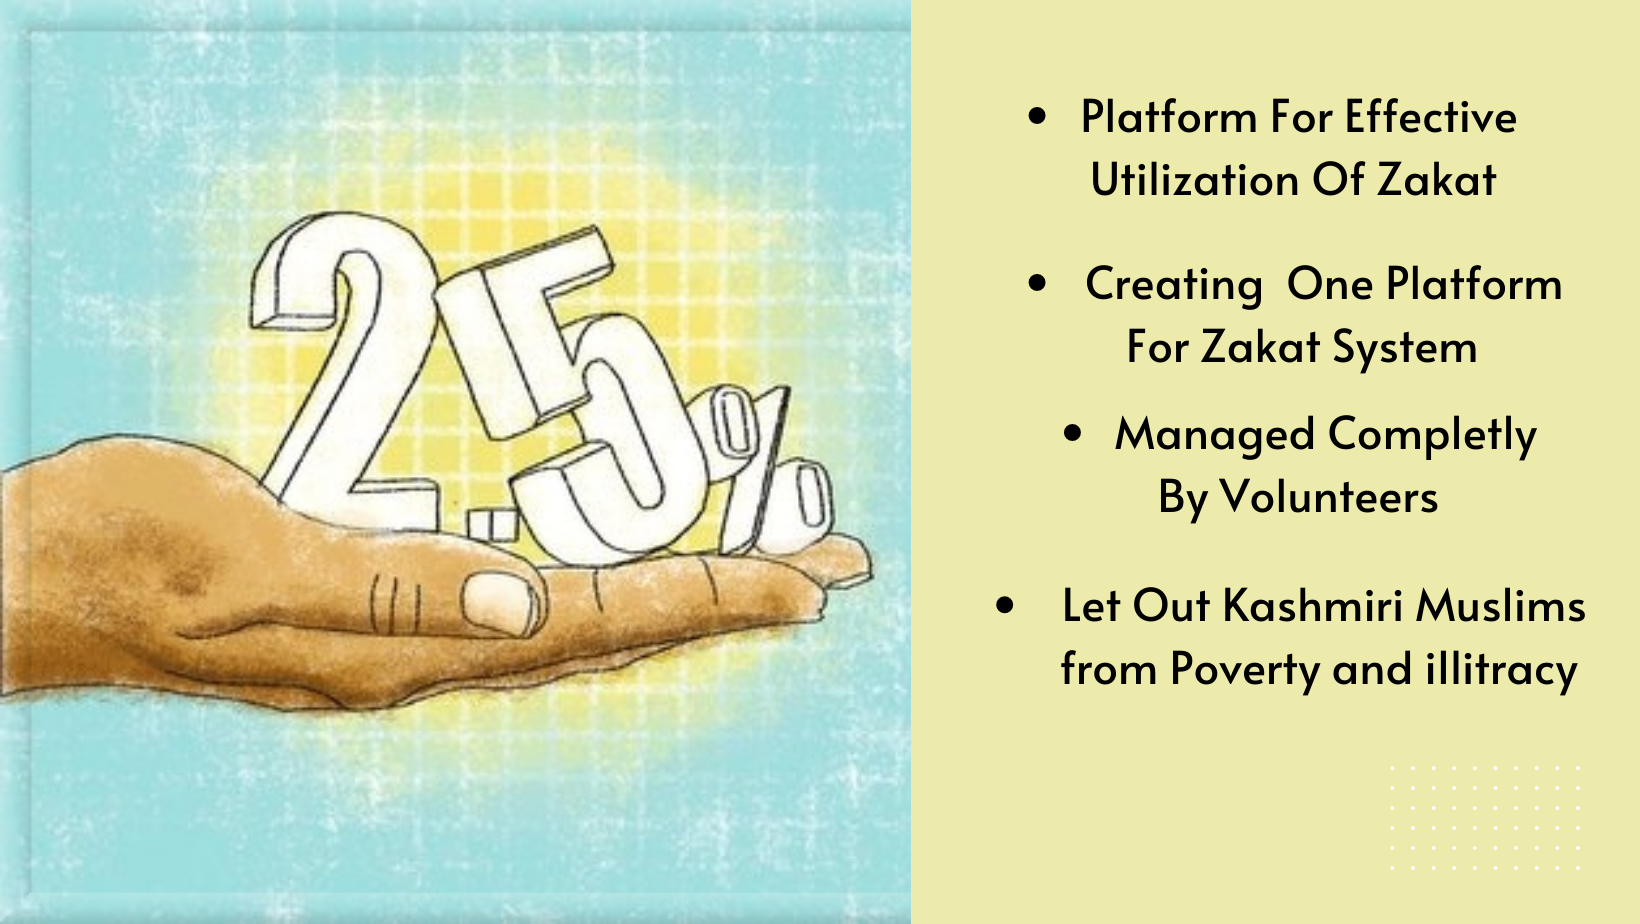 2.5%
• Platform For Effective
Utilization Of Zakat
• Creating One Platform
For Zakat System
• Managed Completly
By Volunteers
• Let Out Kashmiri Muslims
from Poverty and illitracy